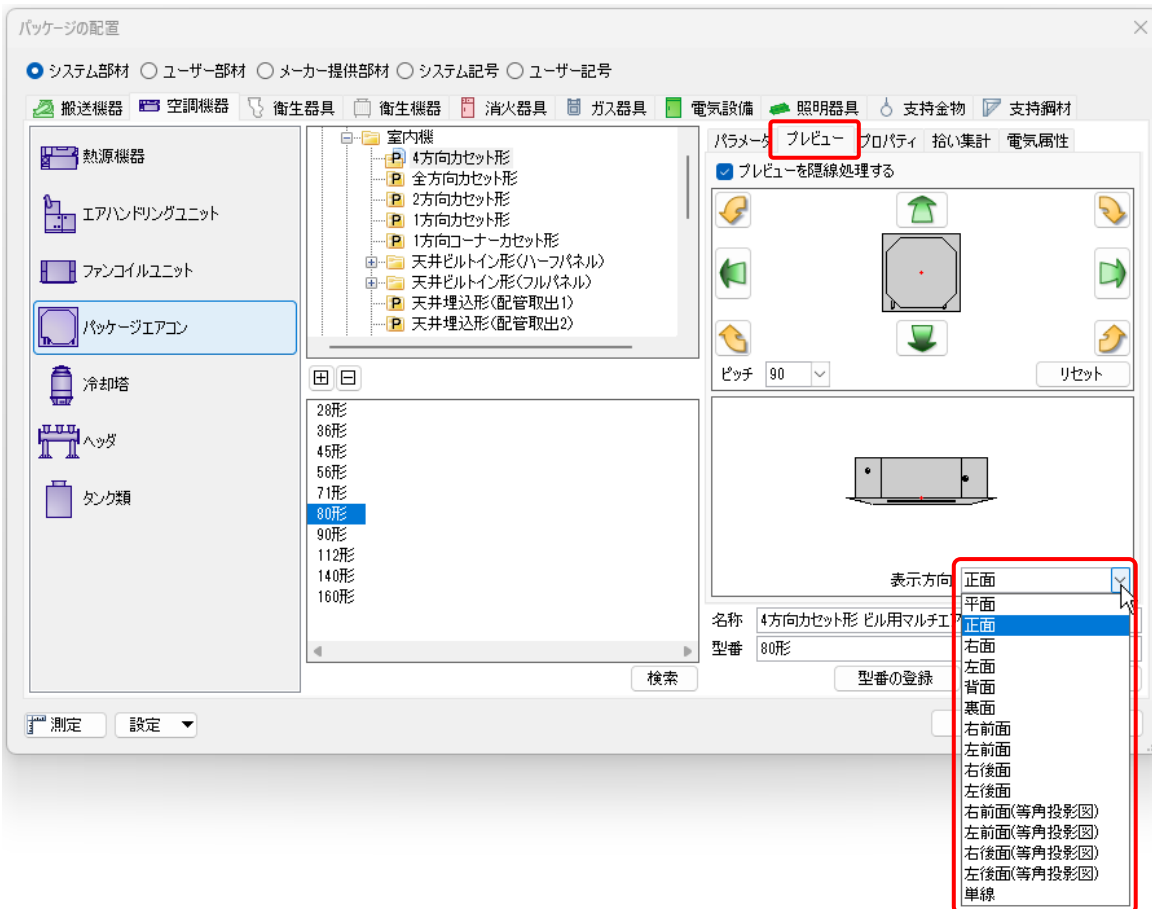 パッケージの配置
システム部材 ユーザー部材 メーカー提供部材 システム記号 ユーザー記号
搬送機器 空調機器 衛生器具 衛生機器 消火器具 ガス器具 電気設備 照明器具 支持金物 支持鋼材
熱源機器
エアハンドリングユニット
ファンコイルユニット
パッケージエアコン
冷却塔
ヘッダ
タンク類
室内機
4方向カセット形
全方向カセット形
2方向カセット形
1方向カセット形
1方向コーナーカセット形
天井ビルトイン形(ハーフパネル)
天井ビルトイン形(フルパネル)
天井埋込形(配管取出1)
天井埋込形(配管取出2)
28形
36形
45形
56形
71形
80形
90形
112形
140形
160形
検索
パラメータ プレビュー プロパティ 拾い集計 電気属性
プレビューを隠線処理する
ピッチ 90 リセット
表示方向 正面
平面
正面
右面
左面
背面
裏面
右前面
左前面
右後面
左後面
右前面(等角投影図)
左前面(等角投影図)
右後面(等角投影図)
左後面(等角投影図)
単線
名称 4方向カセット形 ビル用マルチエア
型番 80形
型番の登録
測定 設定